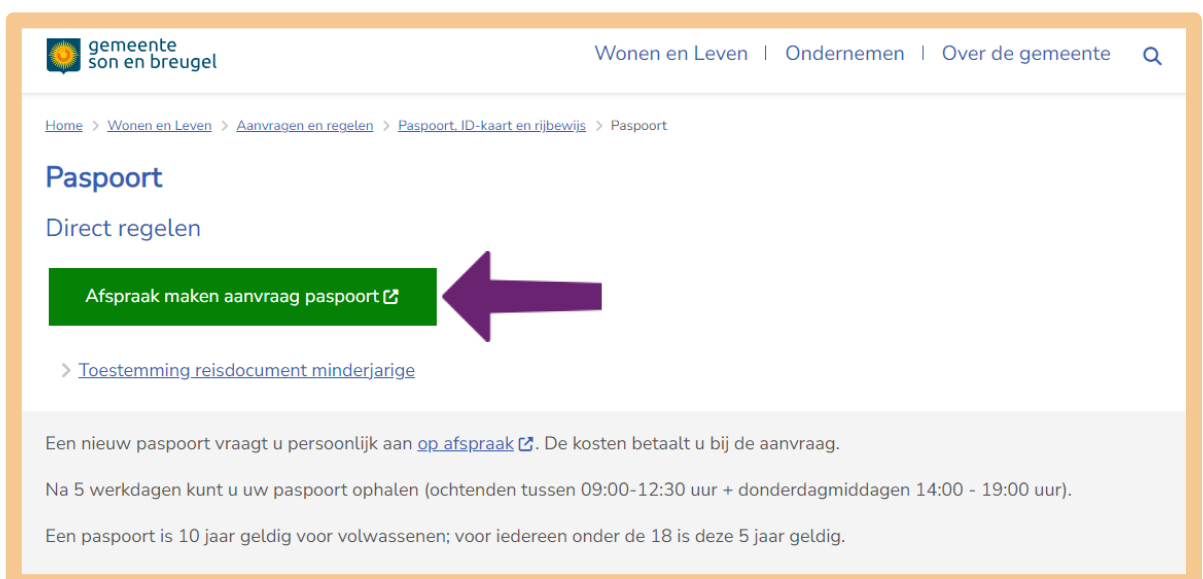 gemeente
son en breugel
Wonen en Leven | Ondernemen | Over de gemeente
Home > Wonen en Leven > Aanvragen en regelen > Paspoort, ID-kaart en rijbewijs > Paspoort
Paspoort
Direct regelen
Afspraak maken aanvraag paspoort
> Toestemming reisdocument minderjarige
Een nieuw paspoort vraagt u persoonlijk aan op afspraak. De kosten betaalt u bij de aanvraag.
Na 5 werkdagen kunt u uw paspoort ophalen (ochtenden tussen 09:00-12:30 uur + donderdagmiddagen 14:00 - 19:00 uur).
Een paspoort is 10 jaar geldig voor volwassenen; voor iedereen onder de 18 is deze 5 jaar geldig.